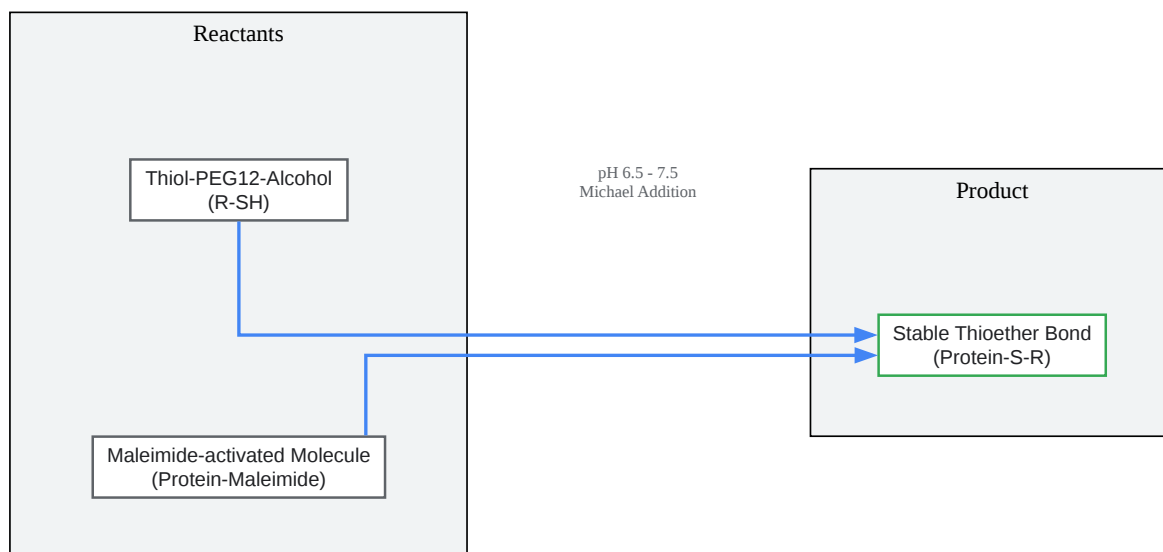 Reactants
Thiol-PEG12-Alcohol
(R-SH)
Maleimide-activated Molecule
(Protein-Maleimide)
pH 6.5 - 7.5
Michael Addition
Product
Stable Thioether Bond
(Protein-S-R)